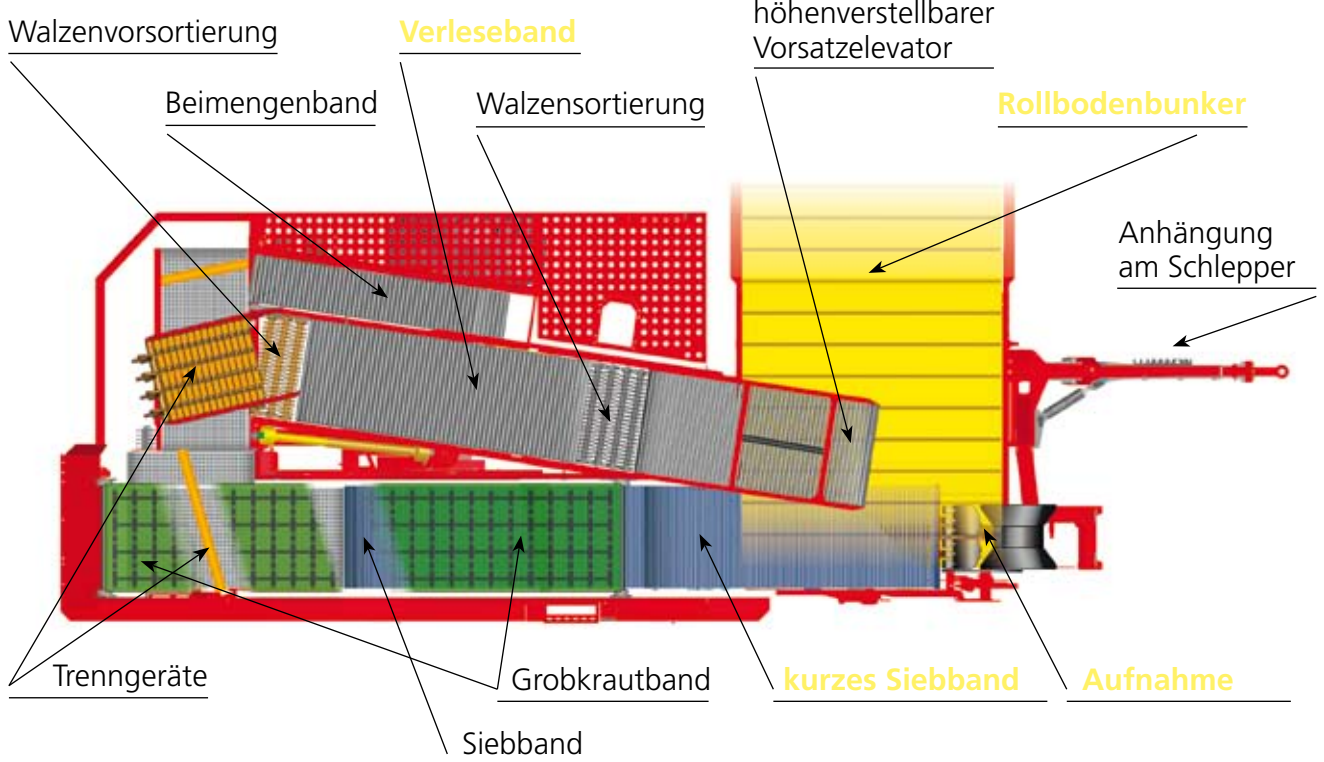 höhenverstellbarer
Vorsatzelevator
Walzenvorsortierung
Verleseband
Beimengenband
Walzensortierung
Rollbodenbunker
Anhängung
am Schlepper
Trenngeräte
Grobkrautband
kurzes Siebband
Aufnahme
Siebband